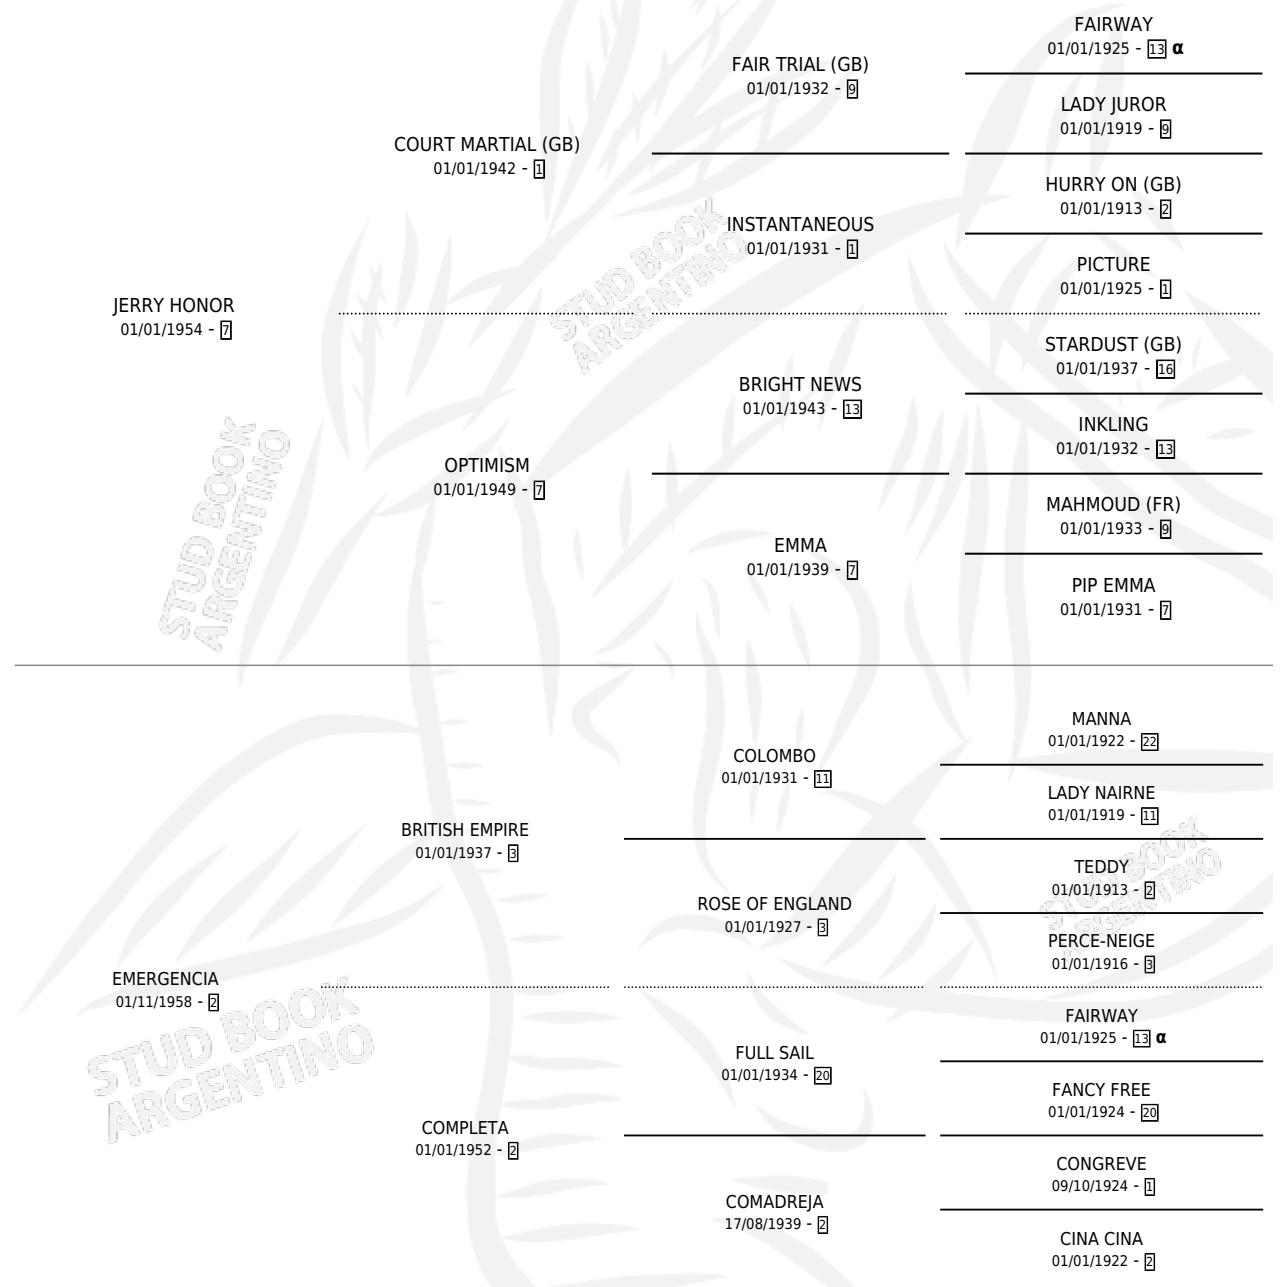 FAIRWAY
01/01/1925 - 13 α
FAIR TRIAL (GB)
01/01/1932 - 9
LADY JUROR
01/01/1919 - 9
COURT MARTIAL (GB)
01/01/1942 - 1
HURRY ON (GB)
01/01/1913 - 2
INSTANTANEOUS
01/01/1931 - 1
PICTURE
01/01/1925 - 1
JERRY HONOR
01/01/1954 - 7
STARDUST (GB)
01/01/1937 - 16
BRIGHT NEWS
01/01/1943 - 13
INKLING
01/01/1932 - 13
OPTIMISM
01/01/1949 - 7
MAHMOUD (FR)
01/01/1933 - 9
EMMA
01/01/1939 - 7
PIP EMMA
01/01/1931 - 7
MANNA
01/01/1922 - 22
COLOMBO
01/01/1931 - 11
LADY NAIRNE
01/01/1919 - 11
BRITISH EMPIRE
01/01/1937 - 3
TEDDY
01/01/1913 - 2
ROSE OF ENGLAND
01/01/1927 - 3
PERCE-NEIGE
01/01/1916 - 3
EMERGENCIA
01/11/1958 - 2
FAIRWAY
01/01/1925 - 13 α
FULL SAIL
01/01/1934 - 20
FANCY FREE
01/01/1924 - 20
COMPLETA
01/01/1952 - 2
CONGREVE
09/10/1924 - 1
COMADREJA
17/08/1939 - 2
CINA CINA
01/01/1922 - 2
STUD BOOK
ARGENTINO
STUD BOOK
ARGENTINO
STUD BOOK
ARGENTINO
STUD BOOK
ARGENTINO